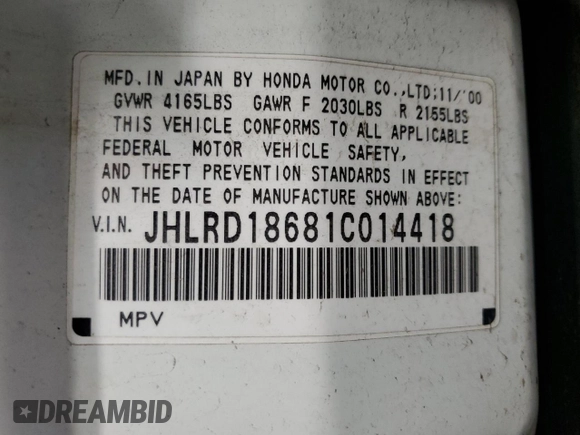 MFD. IN JAPAN BY HONDA MOTOR CO., LTD; 11/'00
GVWR 4165LBS GAWR F 2030LBS R 2155LBS
THIS VEHICLE CONFORMS TO ALL APPLICABLE
FEDERAL MOTOR VEHICLE SAFETY,
AND THEFT PREVENTION STANDARDS IN EFFECT
ON THE DATE OF MANUFACTURE SHOWN ABOVE:
V.I.N. JHLRD18681C014418
MPV
DREAMBID